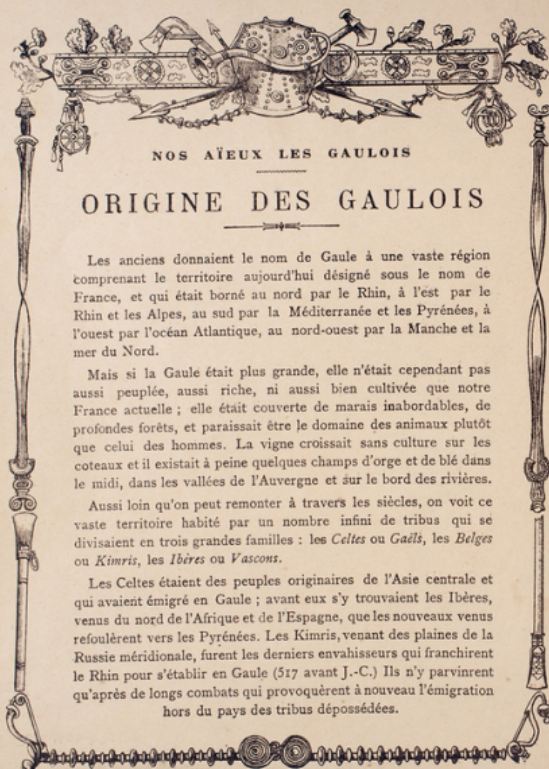 NOS AÏEUX LES GAULOIS
ORIGINE DES GAULOIS
Les anciens donnaient le nom de Gaule à une vaste région
comprenant le territoire aujourd'hui désigné sous le nom de
France, et qui était borné au nord par le Rhin, à l'est par le
Rhin et les Alpes, au sud par la Méditerranée et les Pyrénées, à
l'ouest par l'océan Atlantique, au nord-ouest par la Manche et la
mer du Nord.
Mais si la Gaule était plus grande, elle n'était cependant pas
aussi peuplée, aussi riche, ni aussi bien cultivée que notre
France actuelle ; elle était couverte de marais inabordables, de
profondes forêts, et paraissait être le domaine des animaux plutôt
que celui des hommes. La vigne croissait sans culture sur les
coteaux et il existait à peine quelques champs d'orge et de blé dans
le midi, dans les vallées de l'Auvergne et sur le bord des rivières.
Aussi loin qu'on peut remonter à travers les siècles, on voit ce
vaste territoire habité par un nombre infini de tribus qui se
divisaient en trois grandes familles : les Celtes ou Gaëls, les Belges
ou Kimris, les Ibères ou Vascons.
Les Celtes étaient des peuples originaires de l'Asie centrale et
qui avaient émigré en Gaule ; avant eux s'y trouvaient les Ibères,
venus du nord de l'Afrique et de l'Espagne, que les nouveaux venus
refoulèrent vers les Pyrénées. Les Kimris, venant des plaines de la
Russie méridionale, furent les derniers envahisseurs qui franchirent
le Rhin pour s'établir en Gaule (517 avant J.-C.) Ils n'y parvinrent
qu'après de longs combats qui provoquèrent à nouveau l'émigration
hors du pays des tribus dépossédées.